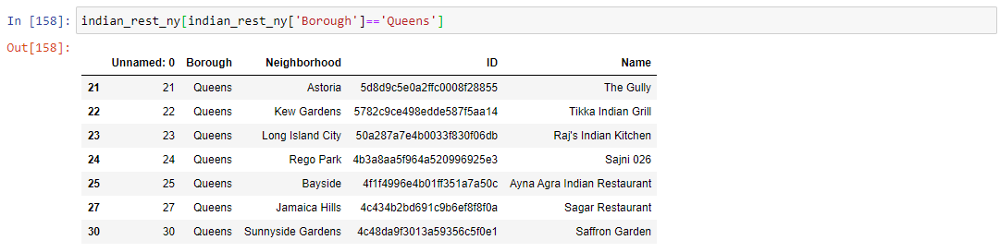 In [158]: indian_rest_ny[indian_rest_ny['Borough']=='Queens']
Out[158]:
Unnamed: 0 Borough Neighborhood ID Name
21 21 Queens Astoria 5d8d9c5e0a2ffc0008f28855 The Gully
22 22 Queens Kew Gardens 5782c9ce498edde587f5aa14 Tikka Indian Grill
23 23 Queens Long Island City 50a287a7e4b0033f830f06db Raj's Indian Kitchen
24 24 Queens Rego Park 4b3a8aa5f964a520996925e3 Sajni 026
25 25 Queens Bayside 4f1f4996e4b01ff351a7a50c Ayna Agra Indian Restaurant
27 27 Queens Jamaica Hills 4c434b2bd691c9b6ef8f8f0a Sagar Restaurant
30 30 Queens Sunnyside Gardens 4c48da9f3013a59356c5f0e1 Saffron Garden